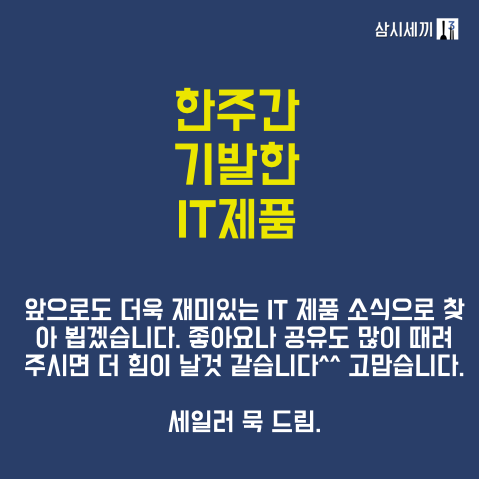 삼시세끼
한주간
기발한
IT제품
앞으로도 더욱 재미있는 IT 제품 소식으로 찾
아 뵙겠습니다. 좋아요나 공유도 많이 때려
주시면 더 힘이 날것 같습니다^^ 고맙습니다.
세일러 묵 드림.